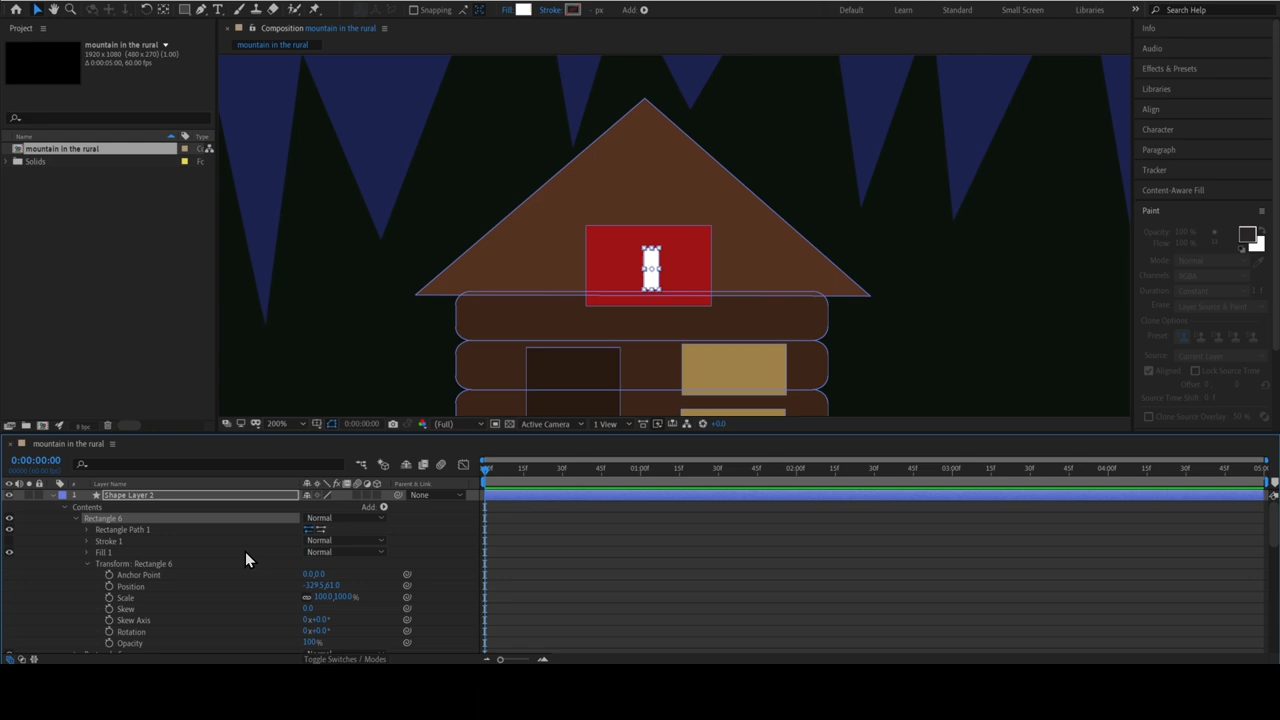 Snapping
Fill:
Stroke:
- px
Add:
Default
Learn
Standard
Small Screen
Libraries
Search Help
Project
mountain in the rural
1920 x 1080 (480 x 270) (1.00)
Δ 0:00:05:00, 60.00 fps
Name
Type
mountain in the rural
Solids
Fc
8 bpc
Composition mountain in the rural
mountain in the rural
200%
0:00:00:00
(Full)
Active Camera
1 View
+0.0
Info
Audio
Effects & Presets
Libraries
Align
Character
Paragraph
Tracker
Content-Aware Fill
Paint
Opacity: 100 %
Flow: 100 %
Mode: Normal
Channels: RGBA
Duration: Constant
Erase: Layer Source & Paint
Clone Options
Preset:
Source: Current Layer
Aligned
Lock Source Time
Offset: 0 , 0
Source Time Shift: 0 f
Clone Source Overlay: 50 %
mountain in the rural
0:00:00:00
00000 (60.00 fps)
#
Layer Name
Parent & Link
15f
30f
45f
01:00f
15f
30f
45f
02:00f
15f
30f
45f
03:00f
15f
30f
45f
04:00f
15f
30f
45f
1
Shape Layer 2
None
Contents
Add:
Rectangle 6
Normal
Rectangle Path 1
Stroke 1
Normal
Fill 1
Normal
Transform: Rectangle 6
Anchor Point
0.0,0.0
Position
-329.5,61.0
Scale
100.0,100.0%
Skew
0.0
Skew Axis
0x+0.0°
Rotation
0x+0.0°
Opacity
100%
Toggle Switches / Modes